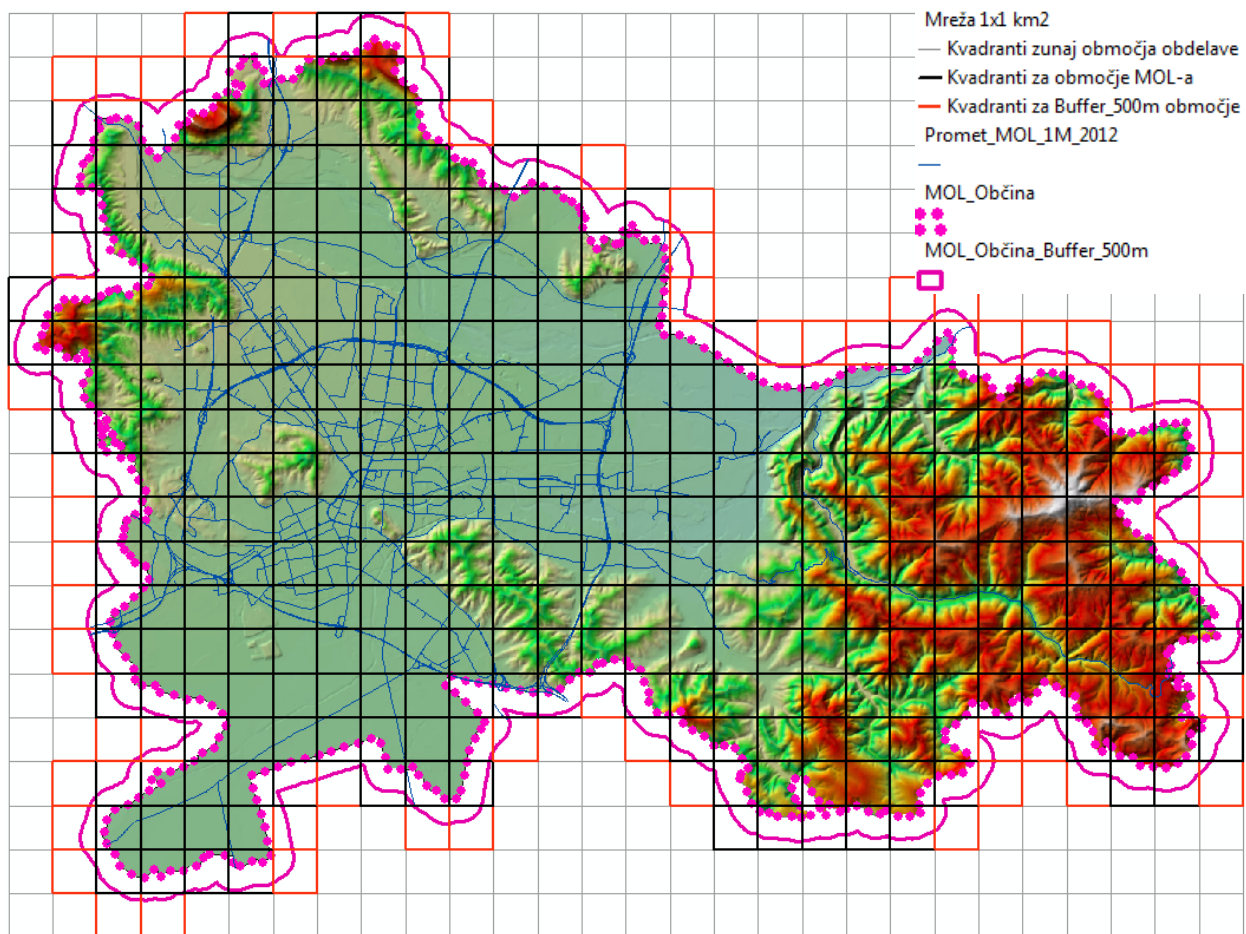 Mreža 1x1 km2
Kvadranti zunaj območja obdelave
Kvadranti za območje MOL-a
Kvadranti za Buffer_500m območje
Promet_MOL_1M_2012
MOL_Občina
MOL_Občina_Buffer_500m